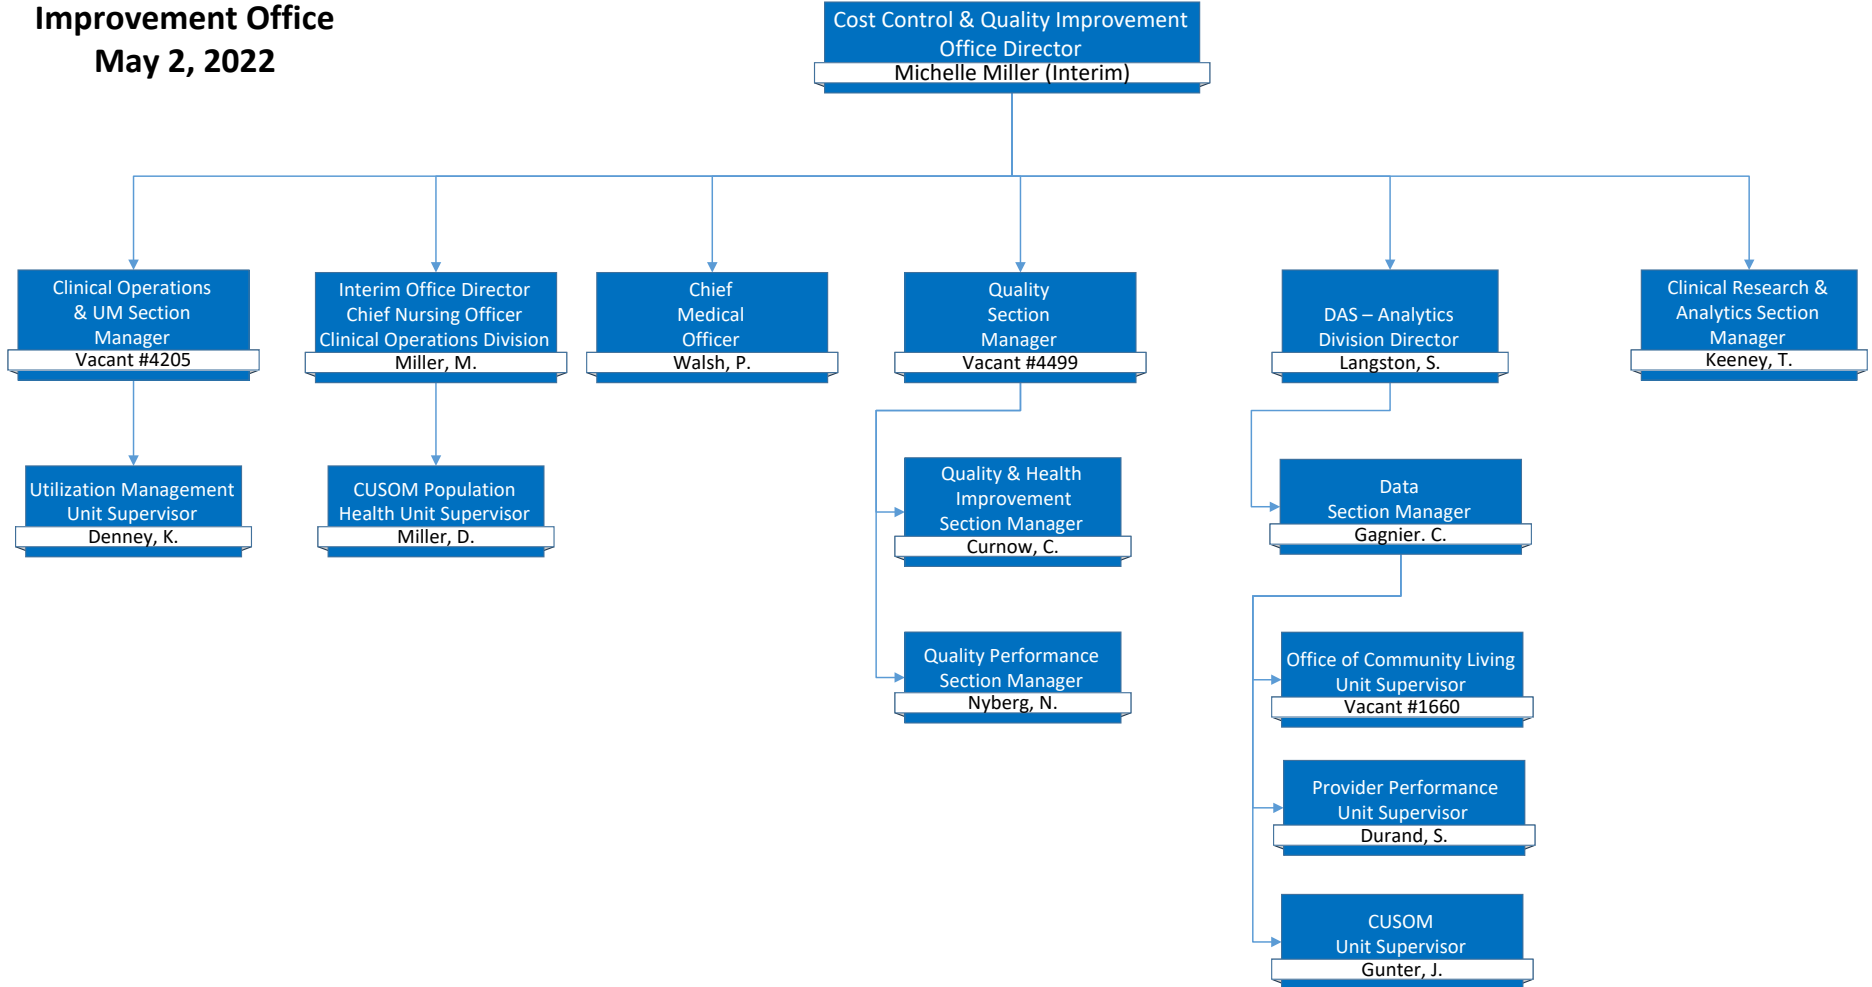 Improvement Office
May 2, 2022
Cost Control & Quality Improvement
Office Director
Michelle Miller (Interim)
Clinical Operations
& UM Section
Manager
Vacant #4205
Interim Office Director
Chief Nursing Officer
Clinical Operations Division
Miller, M.
Chief
Medical
Officer
Walsh, P.
Quality
Section
Manager
Vacant #4499
DAS – Analytics
Division Director
Langston, S.
Clinical Research &
Analytics Section
Manager
Keeney, T.
Utilization Management
Unit Supervisor
Denney, K.
CUSOM Population
Health Unit Supervisor
Miller, D.
Quality & Health
Improvement
Section Manager
Curnow, C.
Data
Section Manager
Gagnier. C.
Quality Performance
Section Manager
Nyberg, N.
Office of Community Living
Unit Supervisor
Vacant #1660
Provider Performance
Unit Supervisor
Durand, S.
CUSOM
Unit Supervisor
Gunter, J.